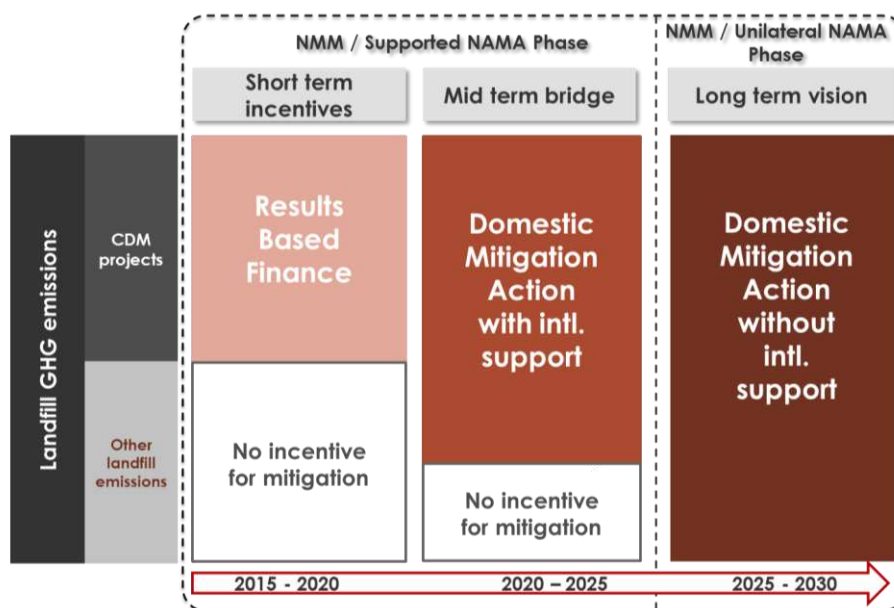 NMM / Supported NAMA Phase
NMM / Unilateral NAMA
Phase
Short term
incentives
Mid term bridge
Long term vision
Landfill GHG emissions
CDM
projects
Other
landfill
emissions
Results
Based
Finance
No incentive
for mitigation
Domestic
Mitigation
Action
with intl.
support
No incentive
for mitigation
Domestic
Mitigation
Action
without
intl.
support
2015 - 2020
2020 – 2025
2025 - 2030